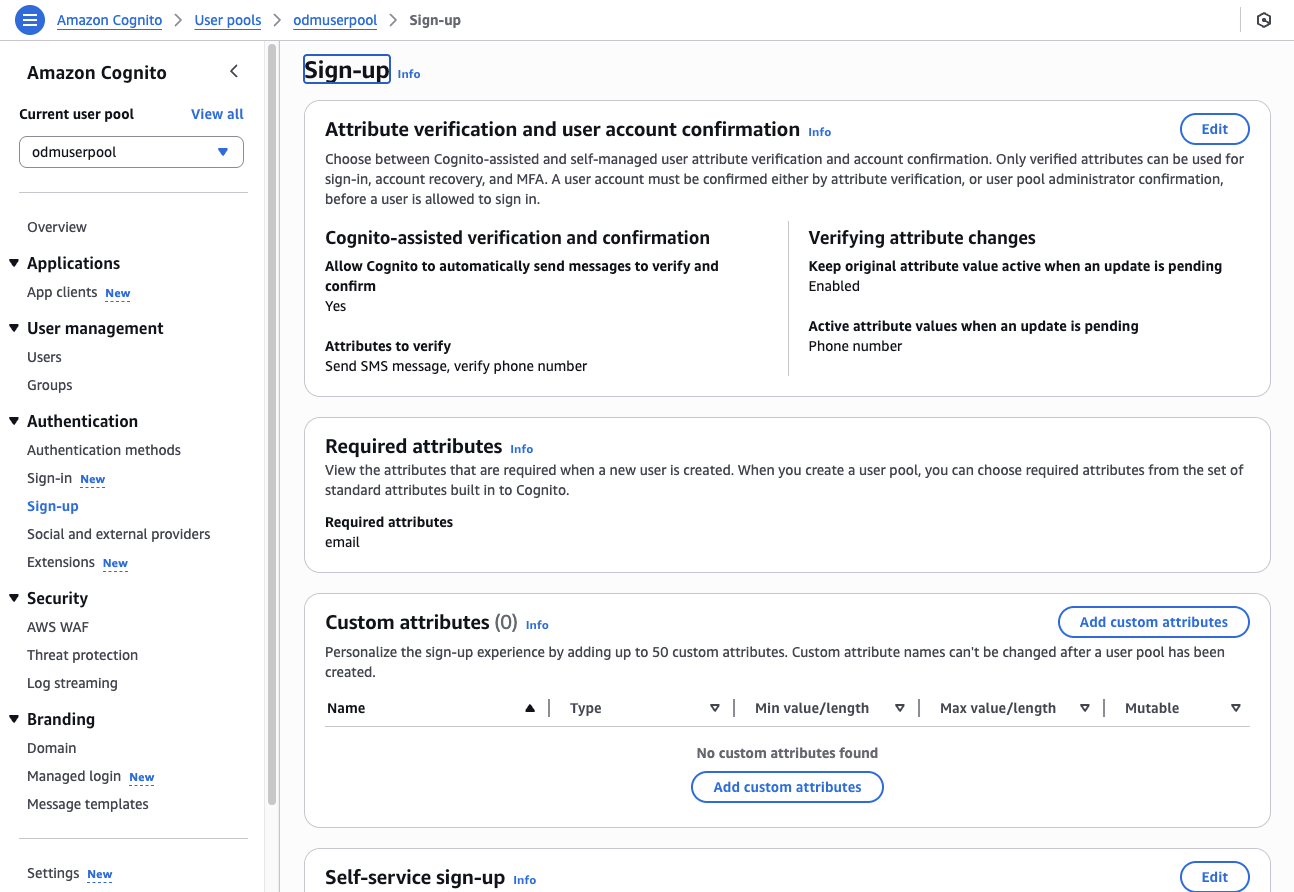 Amazon Cognito > User pools > odmuserpool > Sign-up
Amazon Cognito
Current user pool View all
odmuserpool
Overview
Applications
App clients New
User management
Users
Groups
Authentication
Authentication methods
Sign-in New
Sign-up
Social and external providers
Extensions New
Security
AWS WAF
Threat protection
Log streaming
Branding
Domain
Managed login New
Message templates
Settings New
Sign-up Info
Attribute verification and user account confirmation Info
Edit
Choose between Cognito-assisted and self-managed user attribute verification and account confirmation. Only verified attributes can be used for
sign-in, account recovery, and MFA. A user account must be confirmed either by attribute verification, or user pool administrator confirmation,
before a user is allowed to sign in.
Cognito-assisted verification and confirmation
Allow Cognito to automatically send messages to verify and
confirm
Yes
Attributes to verify
Send SMS message, verify phone number
Verifying attribute changes
Keep original attribute value active when an update is pending
Enabled
Active attribute values when an update is pending
Phone number
Required attributes Info
View the attributes that are required when a new user is created. When you create a user pool, you can choose required attributes from the set of
standard attributes built in to Cognito.
Required attributes
email
Custom attributes (0) Info
Add custom attributes
Personalize the sign-up experience by adding up to 50 custom attributes. Custom attribute names can't be changed after a user pool has been
created.
Name Type Min value/length Max value/length Mutable
No custom attributes found
Add custom attributes
Self-service sign-up Info
Edit